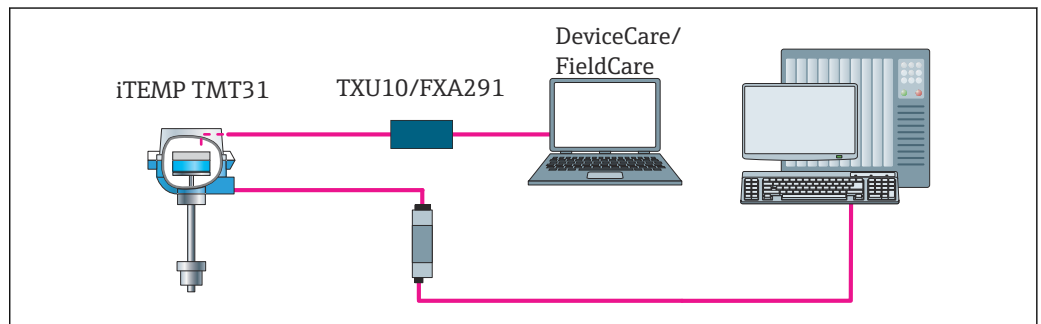 DeviceCare/
FieldCare
iTEMP TMT31
TXU10/FXA291